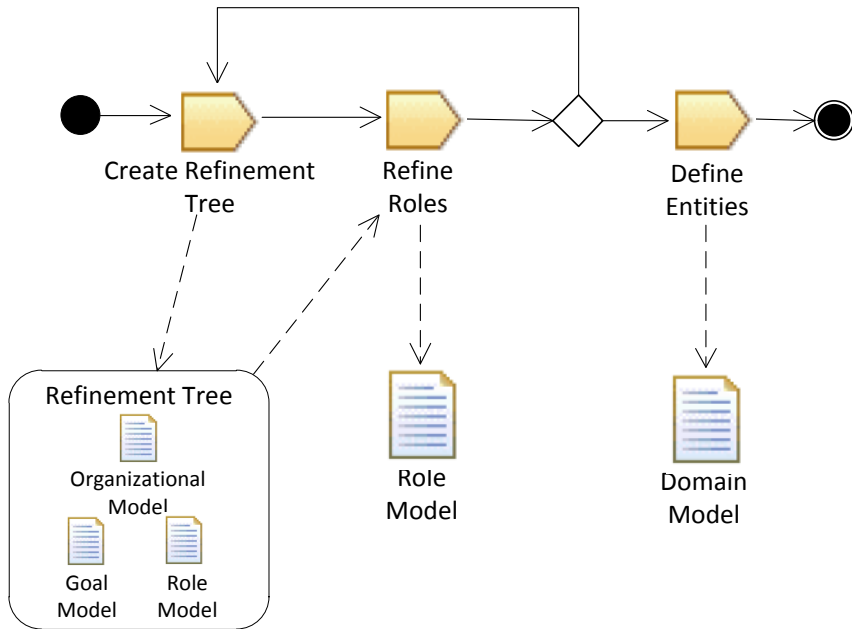 Create Refinement
Tree
Refine
Roles
Define
Entities
Refinement Tree
Organizational
Model
Goal
Model
Role
Model
Role
Model
Domain
Model